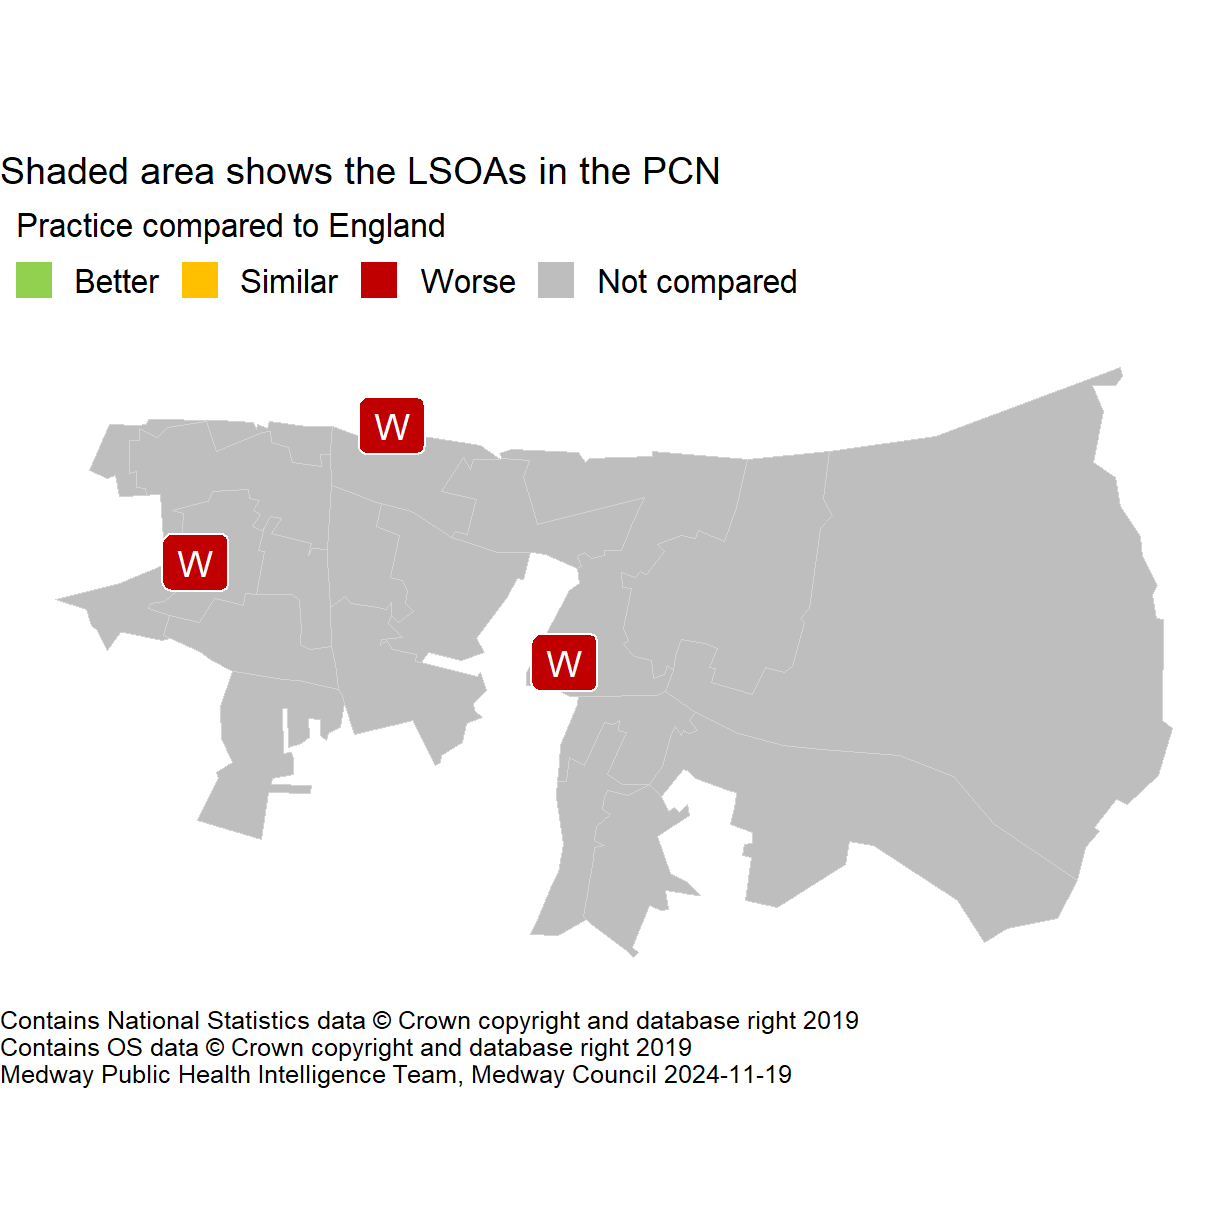 Shaded area shows the LSOAs in the PCN
Practice compared to England
Better Similar Worse Not compared
W
W
W
Contains National Statistics data © Crown copyright and database right 2019
Contains OS data © Crown copyright and database right 2019
Medway Public Health Intelligence Team, Medway Council 2024-11-19